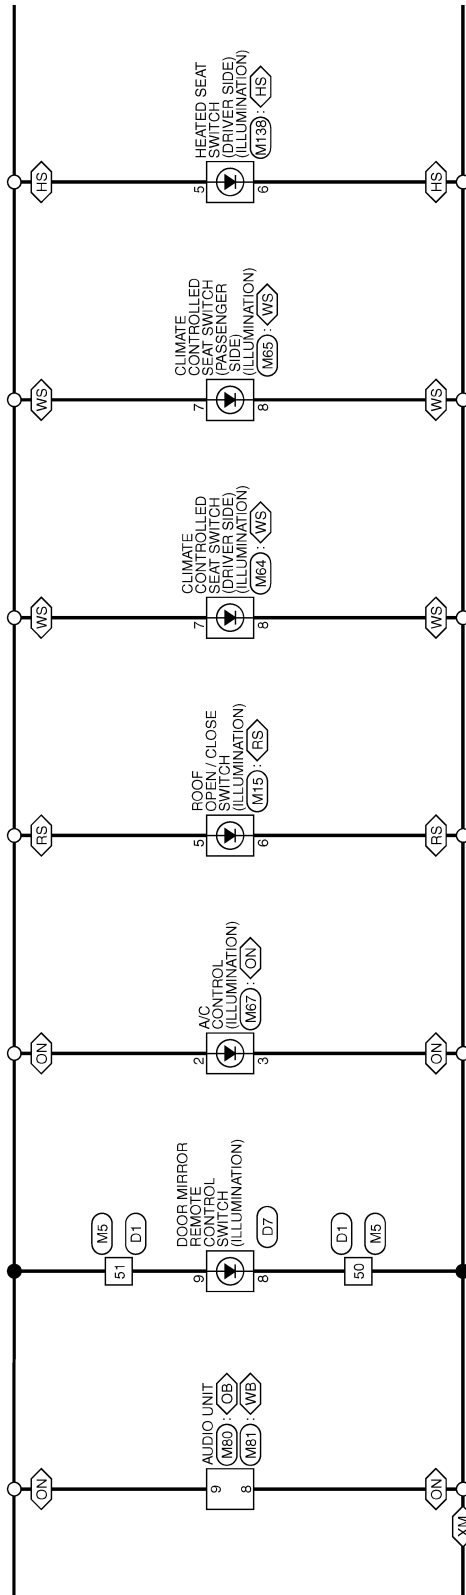 ON
AUDIO UNIT
M80 : OB
M81 : WB
9
8
ON
XM
M5
D1
51
DOOR MIRROR
REMOTE
CONTROL
SWITCH
(ILLUMINATION)
D7
9
8
D1
M5
50
ON
A/C
CONTROL
(ILLUMINATION)
M67 : ON
2
3
ON
RS
ROOF
OPEN / CLOSE
SWITCH
(ILLUMINATION)
M15 : RS
5
6
RS
WS
CLIMATE
CONTROLLED
SEAT SWITCH
(DRIVER SIDE)
(ILLUMINATION)
M64 : WS
7
8
WS
WS
CLIMATE
CONTROLLED
SEAT SWITCH
(PASSENGER
SIDE)
(ILLUMINATION)
M65 : WS
7
8
WS
HS
HEATED SEAT
SWITCH
(DRIVER SIDE)
(ILLUMINATION)
M138 : HS
5
6
HS